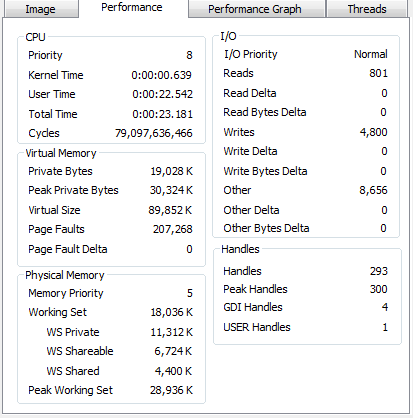 Image Performance Performance Graph Threads
CPU
Priority 8
Kernel Time 0:00:00.639
User Time 0:00:22.542
Total Time 0:00:23.181
Cycles 79,097,636,466
Virtual Memory
Private Bytes 19,028 K
Peak Private Bytes 30,324 K
Virtual Size 89,852 K
Page Faults 207,268
Page Fault Delta 0
Physical Memory
Memory Priority 5
Working Set 18,036 K
WS Private 11,312 K
WS Shareable 6,724 K
WS Shared 4,400 K
Peak Working Set 28,936 K
I/O
I/O Priority Normal
Reads 801
Read Delta 0
Read Bytes Delta 0
Writes 4,800
Write Delta 0
Write Bytes Delta 0
Other 8,656
Other Delta 0
Other Bytes Delta 0
Handles
Handles 293
Peak Handles 300
GDI Handles 4
USER Handles 1